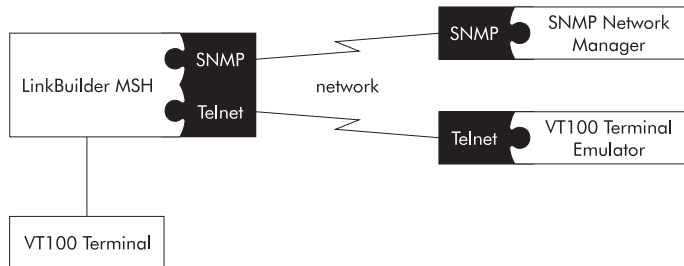 LinkBuilder MSH
SNMP
Telnet
network
SNMP
SNMP Network
Manager
Telnet
VT100 Terminal
Emulator
VT100 Terminal